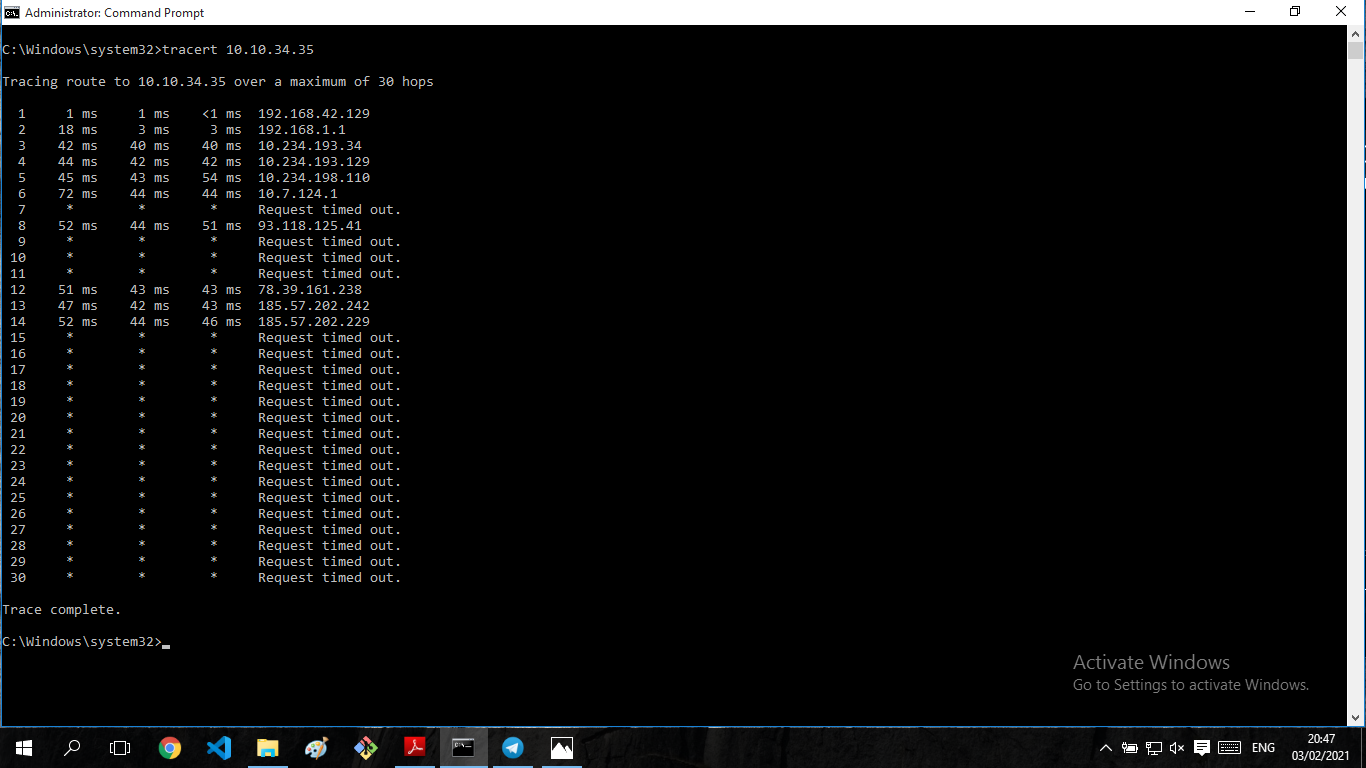 Administrator: Command Prompt
C:\Windows\system32>tracert 10.10.34.35
Tracing route to 10.10.34.35 over a maximum of 30 hops
1 1 ms 1 ms <1 ms 192.168.42.129
2 18 ms 3 ms 3 ms 192.168.1.1
3 42 ms 40 ms 40 ms 10.234.193.34
4 44 ms 42 ms 42 ms 10.234.193.129
5 45 ms 43 ms 54 ms 10.234.198.110
6 72 ms 44 ms 44 ms 10.7.124.1
7 * * * Request timed out.
8 52 ms 44 ms 51 ms 93.118.125.41
9 * * * Request timed out.
10 * * * Request timed out.
11 * * * Request timed out.
12 51 ms 43 ms 43 ms 78.39.161.238
13 47 ms 42 ms 43 ms 185.57.202.242
14 52 ms 44 ms 46 ms 185.57.202.229
15 * * * Request timed out.
16 * * * Request timed out.
17 * * * Request timed out.
18 * * * Request timed out.
19 * * * Request timed out.
20 * * * Request timed out.
21 * * * Request timed out.
22 * * * Request timed out.
23 * * * Request timed out.
24 * * * Request timed out.
25 * * * Request timed out.
26 * * * Request timed out.
27 * * * Request timed out.
28 * * * Request timed out.
29 * * * Request timed out.
30 * * * Request timed out.
Trace complete.
C:\Windows\system32>
Activate Windows
Go to Settings to activate Windows.
ENG
20:47
03/02/2021